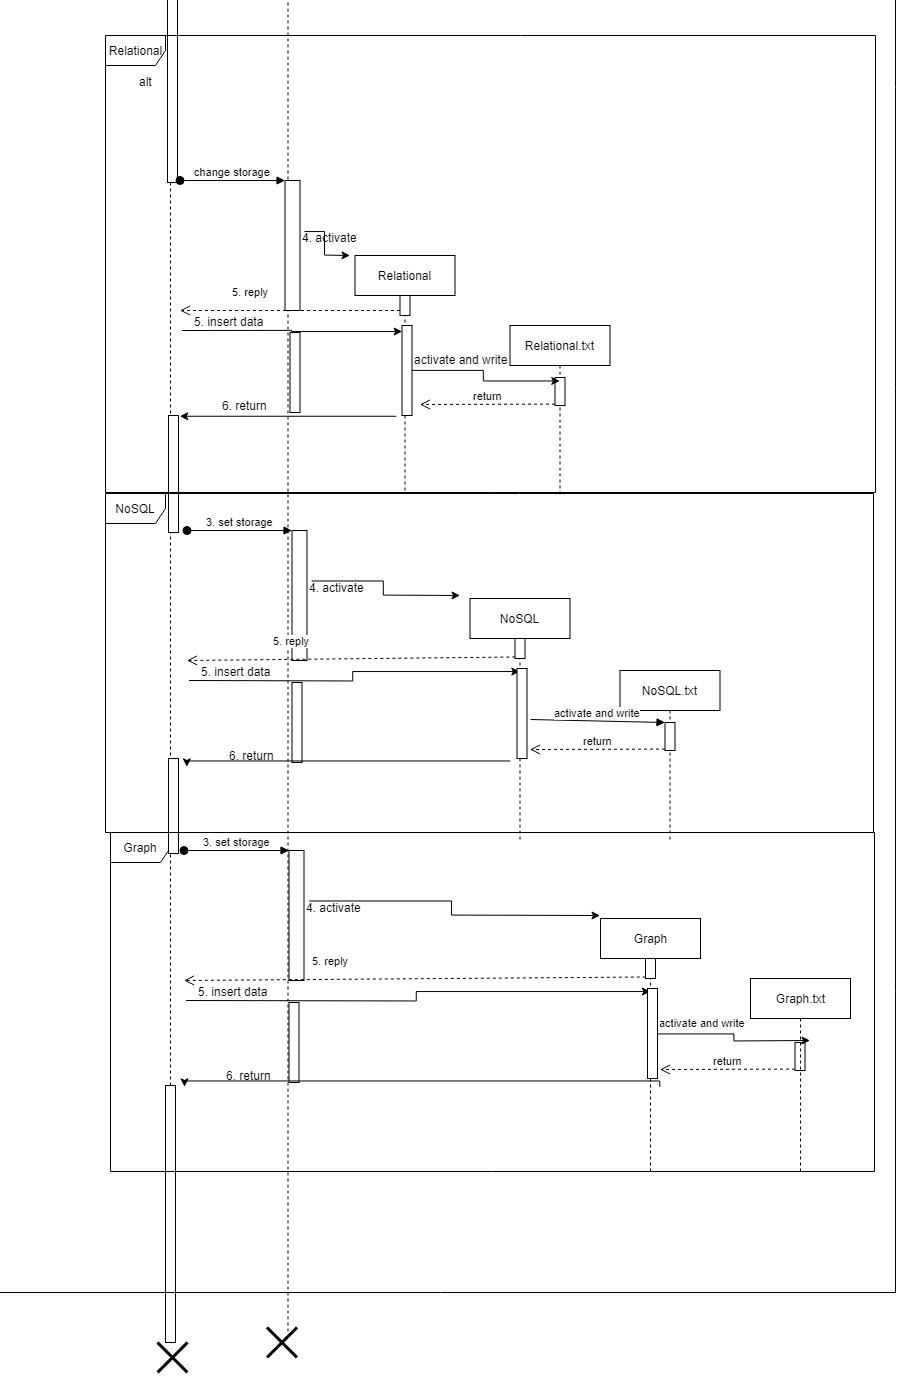 Relational
alt
change storage
4. activate
Relational
5. reply
5. insert data
Relational.txt
activate and write
return
6. return
NoSQL
3. set storage
4. activate
NoSQL
5. reply
5. insert data
NoSQL.txt
activate and write
return
6. return
Graph
3. set storage
4. activate
Graph
5. reply
5. insert data
Graph.txt
activate and write
return
6. return